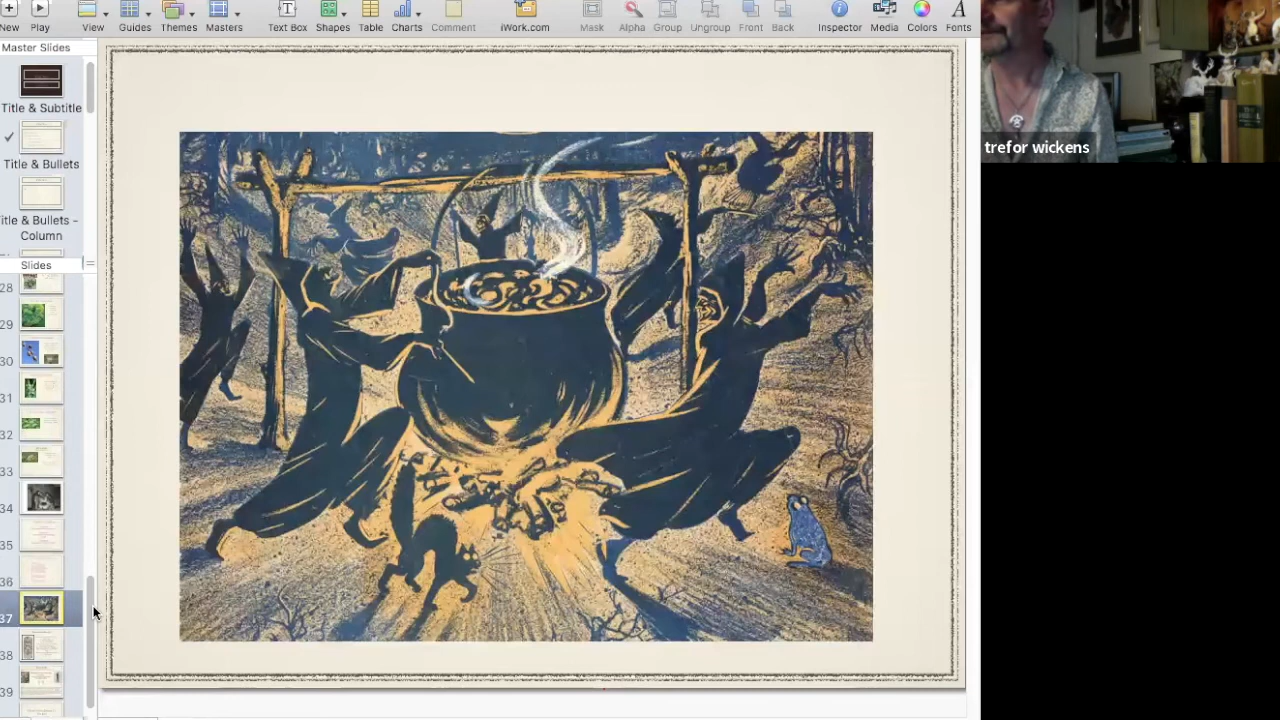 New Play View Guides Themes Masters Text Box Shapes Table Charts Comment iWork.com Mask Alpha Group Ungroup Front Back Inspector Media Colors Fonts
Master Slides
Title & Subtitle
Title & Bullets
Title & Bullets -
Column
Slides
28
29
30
31
32
33
34
35
36
37
38
39
trefor wickens